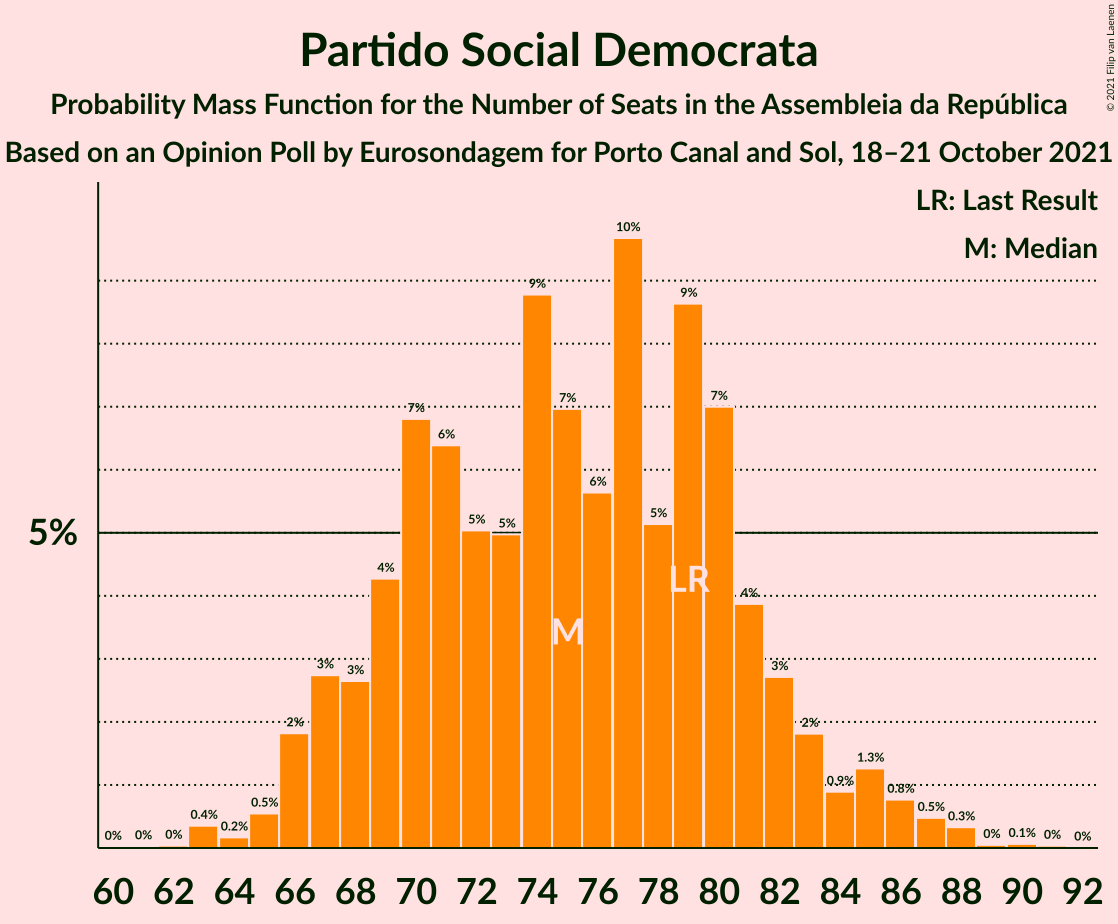 Partido Social Democrata
Probability Mass Function for the Number of Seats in the Assembleia da República
Based on an Opinion Poll by Eurosondagem for Porto Canal and Sol, 18–21 October 2021
© 2021 Filip van Laenen
LR: Last Result
M: Median
5%
0% 0% 0% 0.4% 0.2% 0.5% 2% 3% 3% 4% 7% 6% 5% 5% 9% 7% 6% 10% 5% 9% 7% 4% 3% 2% 0.9% 1.3% 0.8% 0.5% 0.3% 0% 0.1% 0% 0%
M
LR
60 62 64 66 68 70 72 74 76 78 80 82 84 86 88 90 92